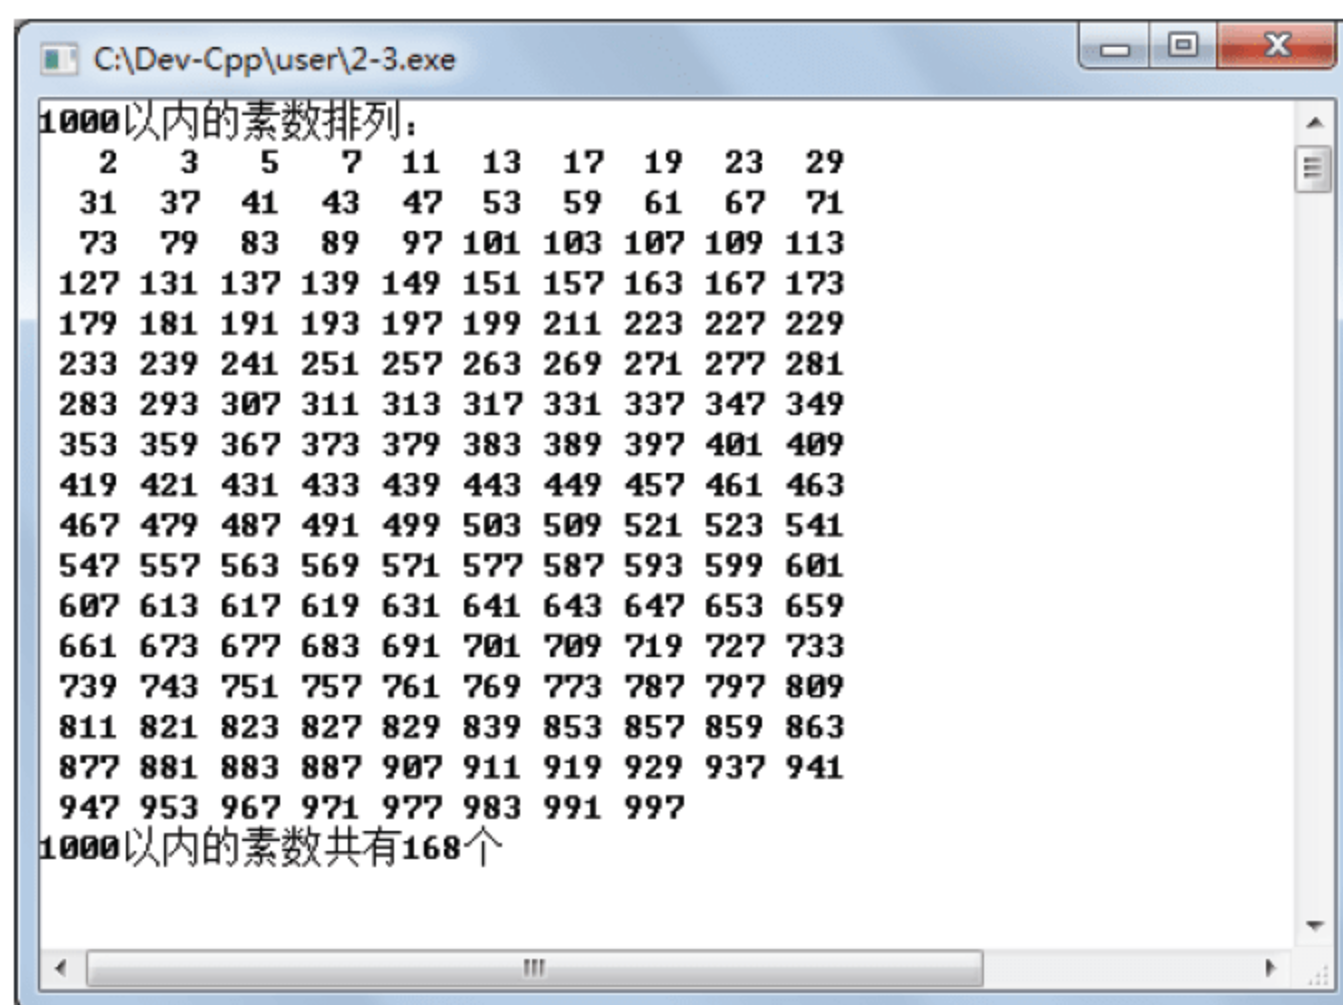 C:\Dev-Cpp\user\2-3.exe
1000以内的素数排列：
2 3 5 7 11 13 17 19 23 29
31 37 41 43 47 53 59 61 67 71
73 79 83 89 97 101 103 107 109 113
127 131 137 139 149 151 157 163 167 173
179 181 191 193 197 199 211 223 227 229
233 239 241 251 257 263 269 271 277 281
283 293 307 311 313 317 331 337 347 349
353 359 367 373 379 383 389 397 401 409
419 421 431 433 439 443 449 457 461 463
467 479 487 491 499 503 509 521 523 541
547 557 563 569 571 577 587 593 599 601
607 613 617 619 631 641 643 647 653 659
661 673 677 683 691 701 709 719 727 733
739 743 751 757 761 769 773 787 797 809
811 821 823 827 829 839 853 857 859 863
877 881 883 887 907 911 919 929 937 941
947 953 967 971 977 983 991 997
1000以内的素数共有168个